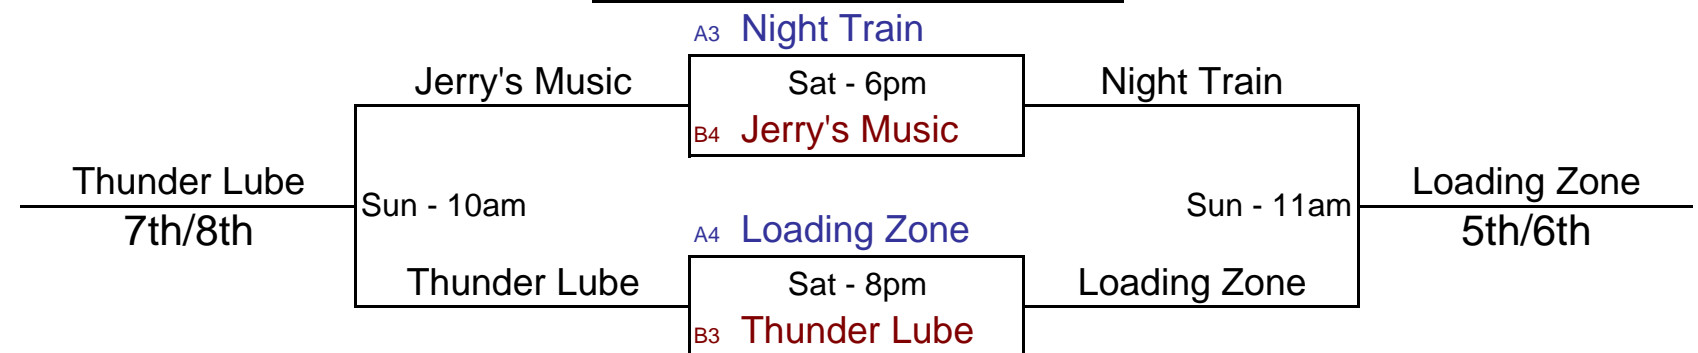 A3 Night Train
Jerry's Music Sat - 6pm Night Train
B4 Jerry's Music
Thunder Lube Loading Zone
Sun - 10am Sun - 11am
7th/8th A4 Loading Zone 5th/6th
Thunder Lube Sat - 8pm Loading Zone
B3 Thunder Lube